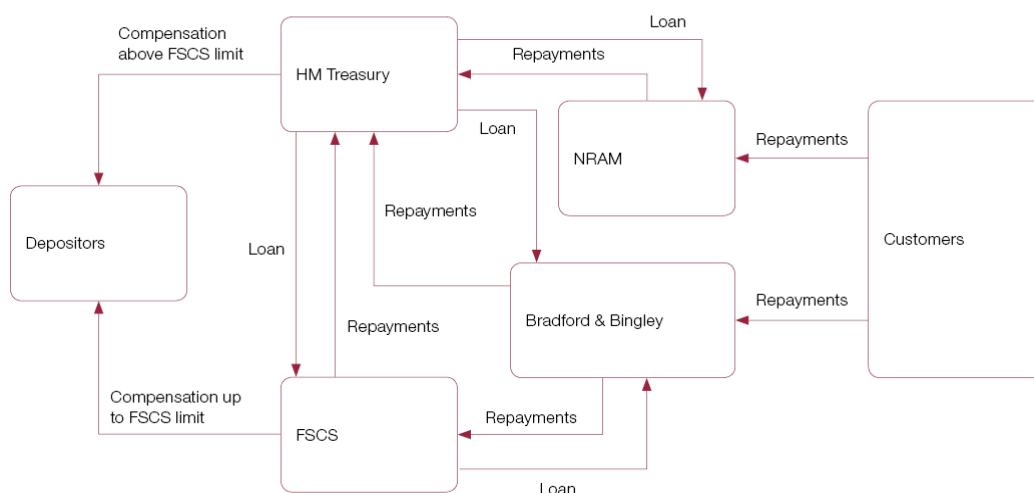 Compensation
above FSCS limit
Loan
Repayments
HM Treasury
Loan
NRAM
Repayments
Repayments
Depositors
Loan
Customers
Repayments
Bradford & Bingley
Repayments
Compensation up
to FSCS limit
FSCS
Repayments
Loan